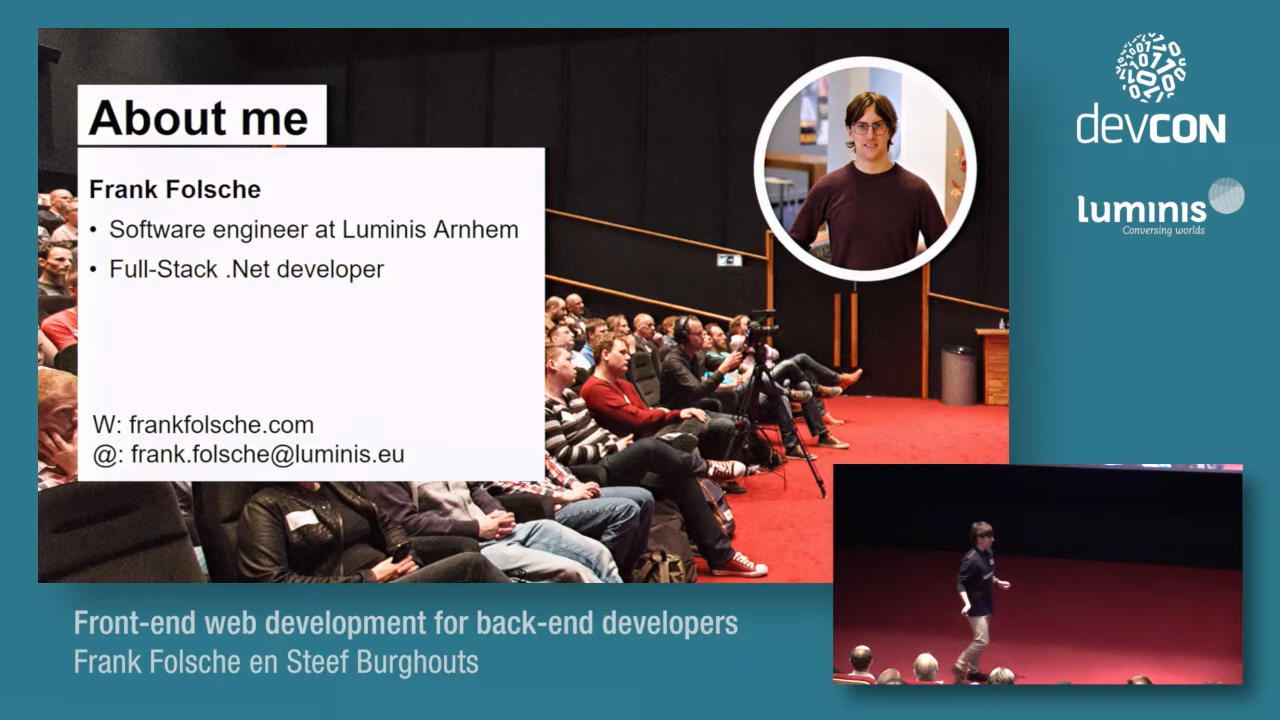 About me
Frank Folsche
• Software engineer at Luminis Arnhem
• Full-Stack .Net developer
W: frankfolsche.com
@: frank.folsche@luminis.eu
devCON
luminis
Conversing worlds
Front-end web development for back-end developers
Frank Folsche en Steef Burghouts